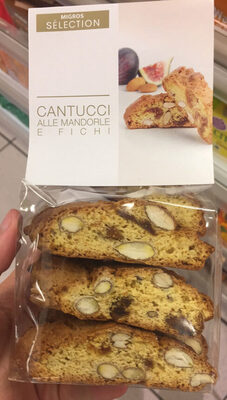 MIGROS
SÉLECTION
CANTUCCI
ALLE MANDORLE
E FICHI